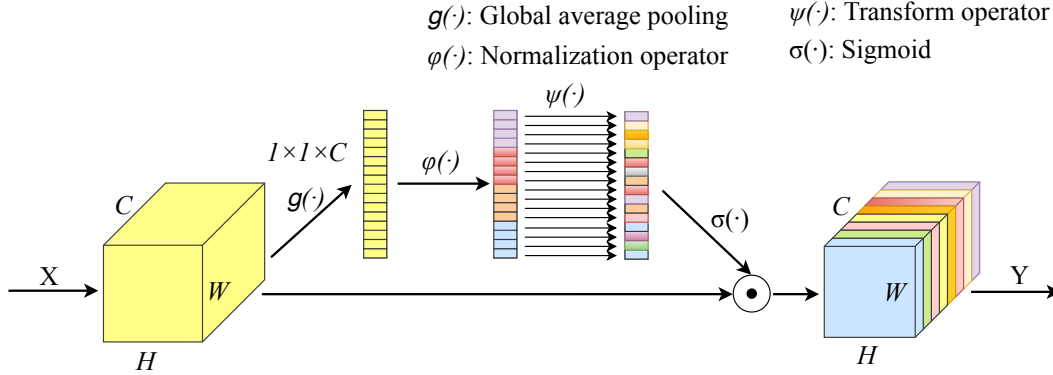 g(·): Global average pooling
ψ(·): Transform operator
φ(·): Normalization operator
σ(·): Sigmoid
ψ(·)
1×1×C
φ(·)
g(·)
C
C
σ(·)
X
W
W
Y
H
H